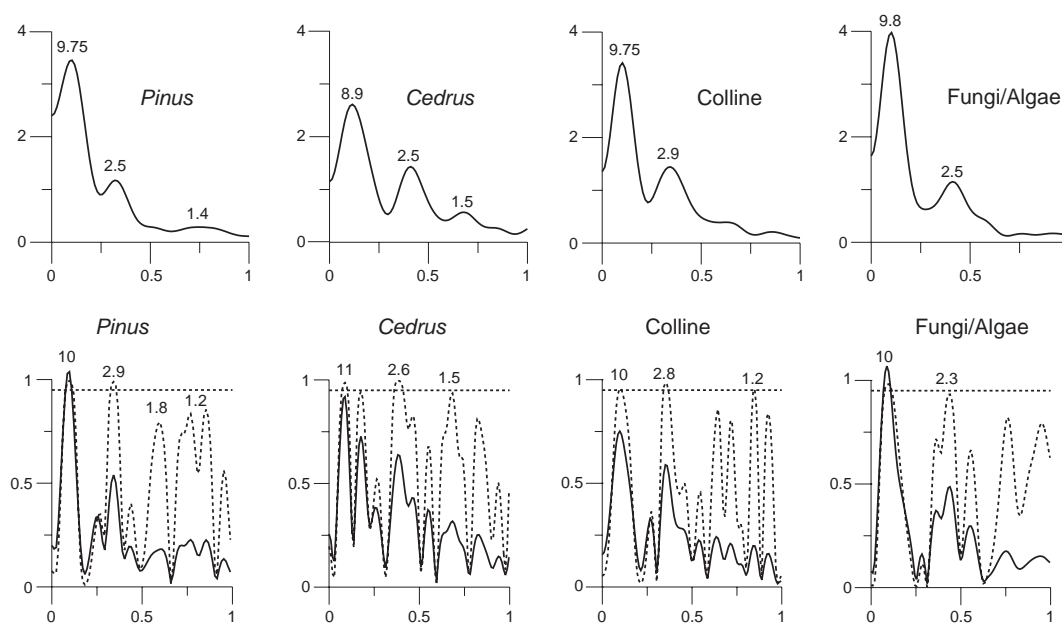 4 4 4 4
9.75 8.9 9.75 9.8
Pinus Cedrus Colline Fungi/Algae
2.5 2.5 2.9 2.5
2 2 2 2
1.4 1.5
0 0 0 0
0 0.5 1 0 0.5 1 0 0.5 1 0 0.5
Pinus Cedrus Colline Fungi/Algae
10 2.9 11 2.6 1.5 10 2.8 1.2 10 2.3
1 1 1 1
1.8 1.2
0.5 0.5 0.5 0.5
0 0 0 0
0 0.5 1 0 0.5 1 0 0.5 1 0 0.5 1